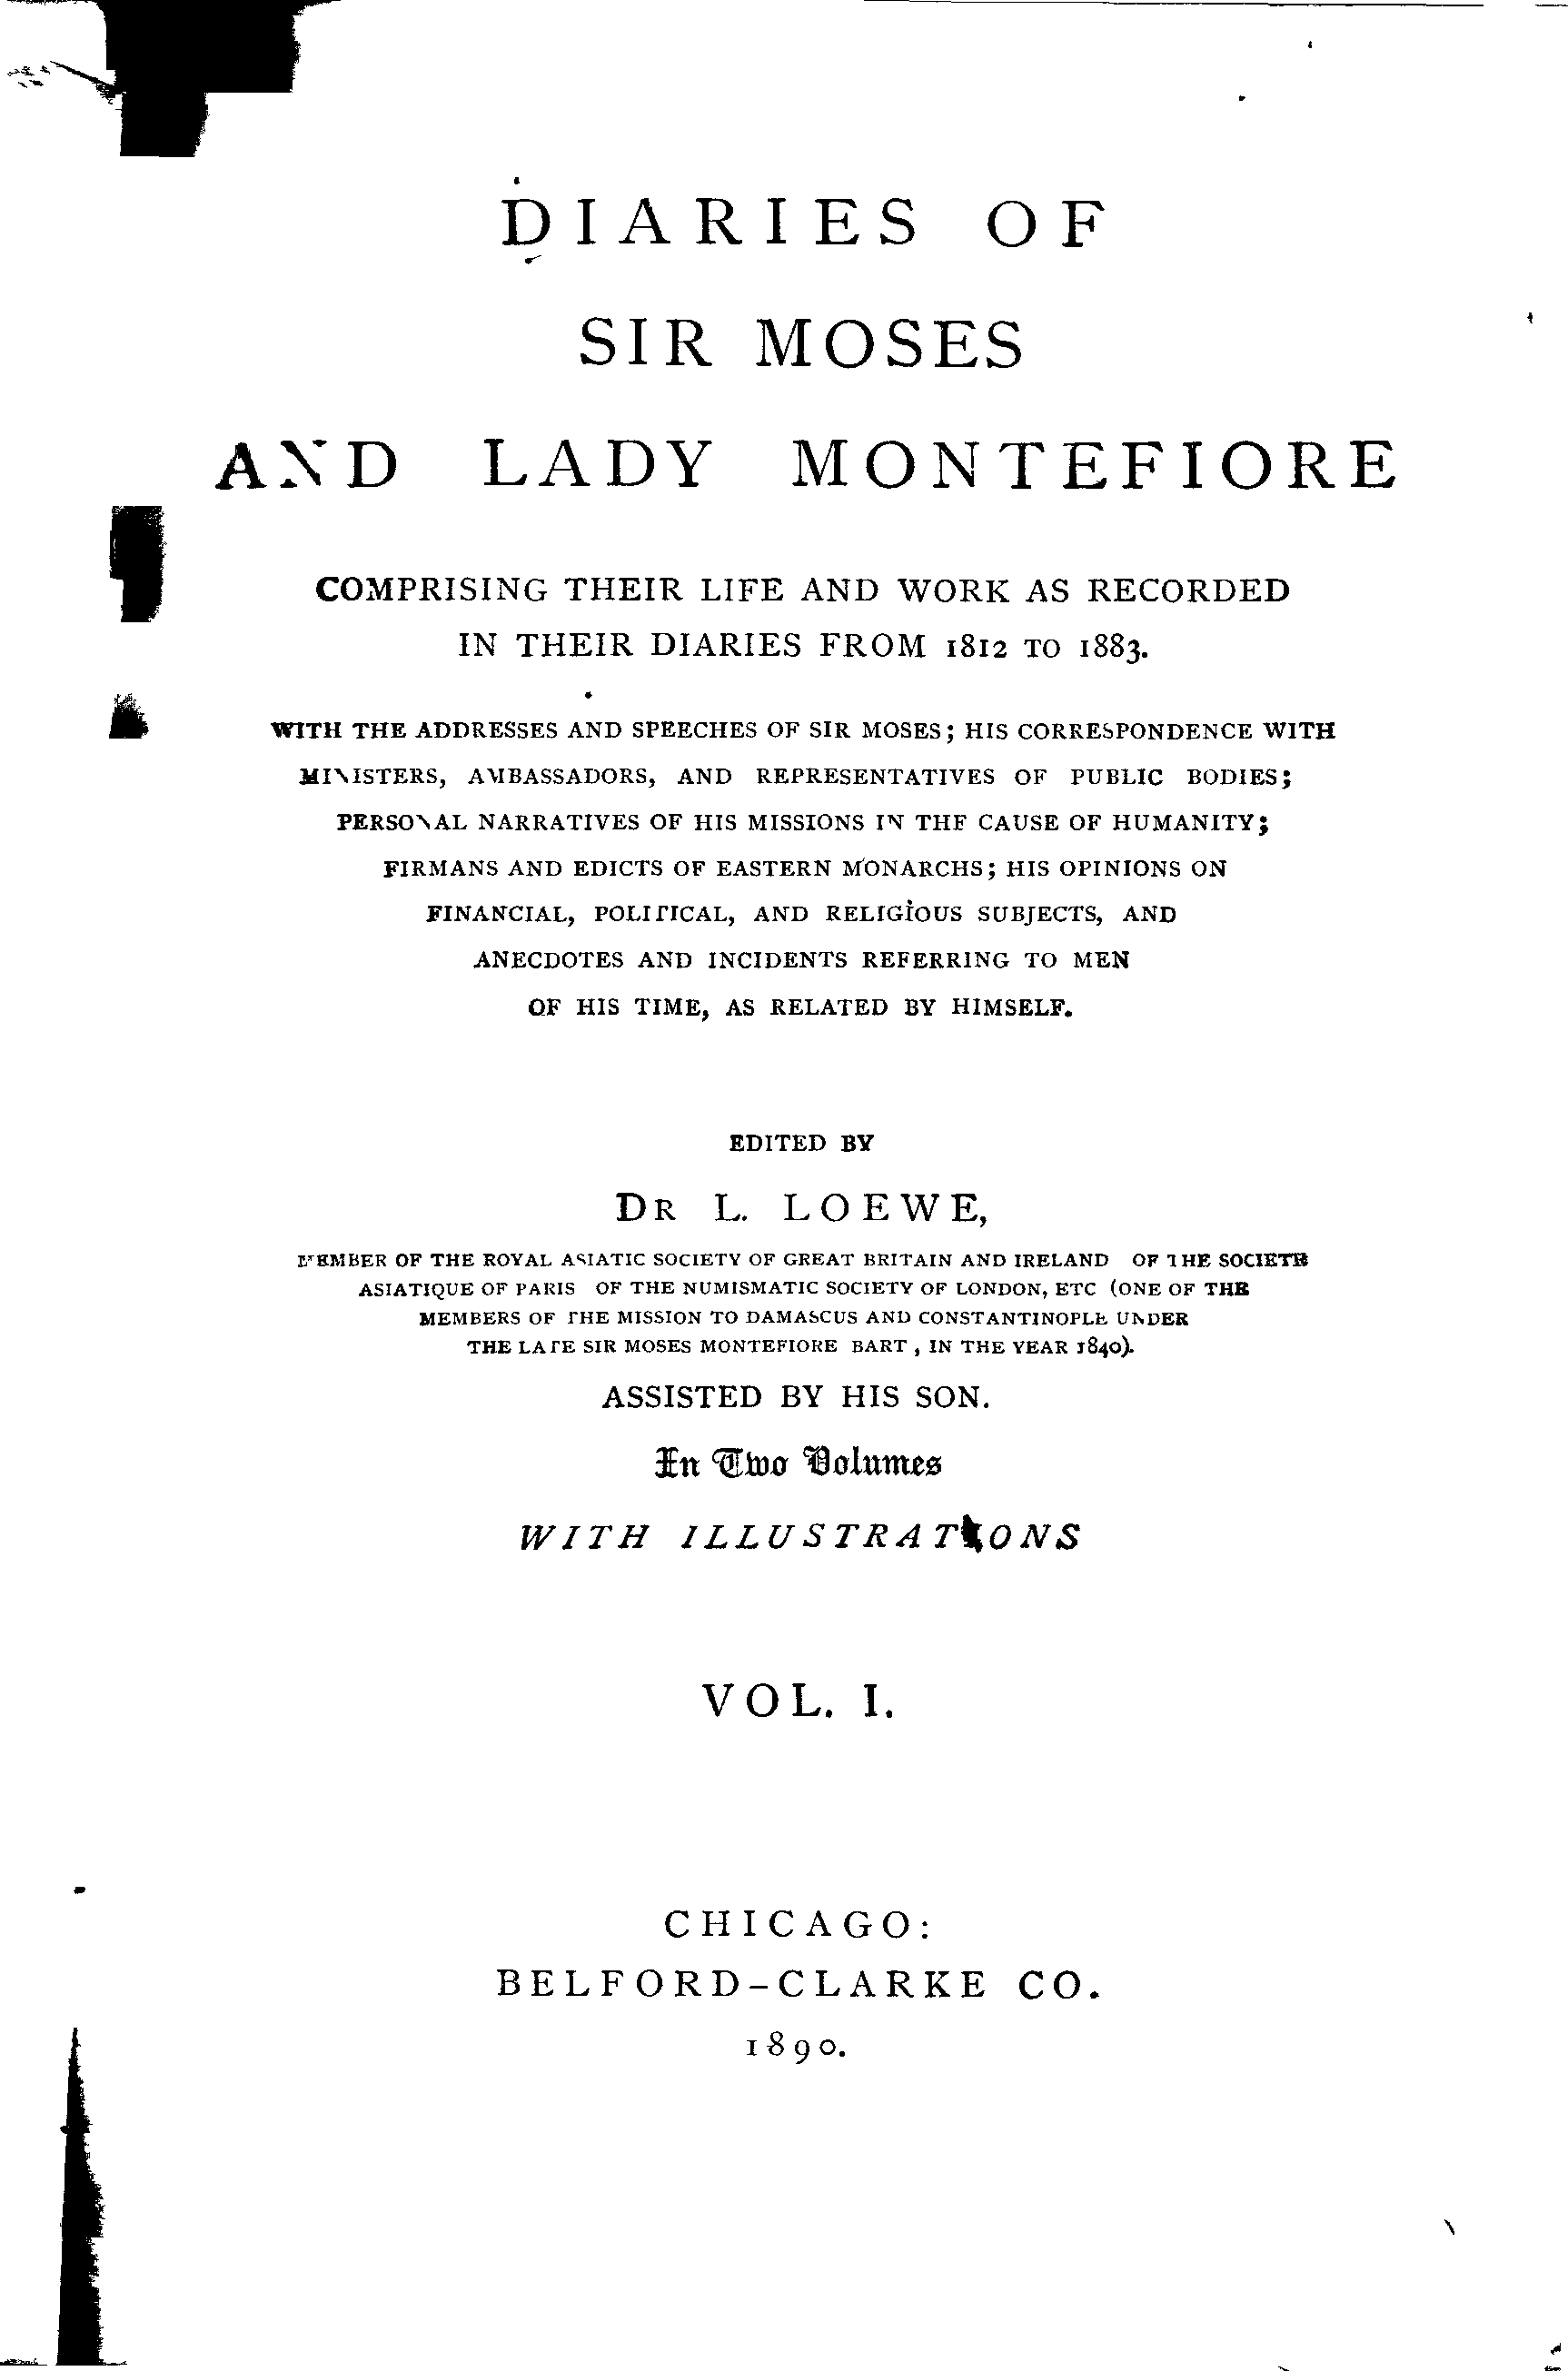 DIARIES OF
SIR MOSES
AND LADY MONTEFIORE
COMPRISING THEIR LIFE AND WORK AS RECORDED
IN THEIR DIARIES FROM 1812 TO 1883.
WITH THE ADDRESSES AND SPEECHES OF SIR MOSES; HIS CORRESPONDENCE WITH
MINISTERS, AMBASSADORS, AND REPRESENTATIVES OF PUBLIC BODIES;
PERSONAL NARRATIVES OF HIS MISSIONS IN THE CAUSE OF HUMANITY;
FIRMANS AND EDICTS OF EASTERN MONARCHS; HIS OPINIONS ON
FINANCIAL, POLITICAL, AND RELIGIOUS SUBJECTS, AND
ANECDOTES AND INCIDENTS REFERRING TO MEN
OF HIS TIME, AS RELATED BY HIMSELF.
EDITED BY
DR L. LOEWE,
MEMBER OF THE ROYAL ASIATIC SOCIETY OF GREAT BRITAIN AND IRELAND OF THE SOCIETE
ASIATIQUE OF PARIS OF THE NUMISMATIC SOCIETY OF LONDON, ETC (ONE OF THE
MEMBERS OF THE MISSION TO DAMASCUS AND CONSTANTINOPLE UNDER
THE LATE SIR MOSES MONTEFIORE BART , IN THE YEAR 1840).
ASSISTED BY HIS SON.
In Two Volumes
WITH ILLUSTRATIONS
VOL. I.
CHICAGO:
BELFORD-CLARKE CO.
1890.